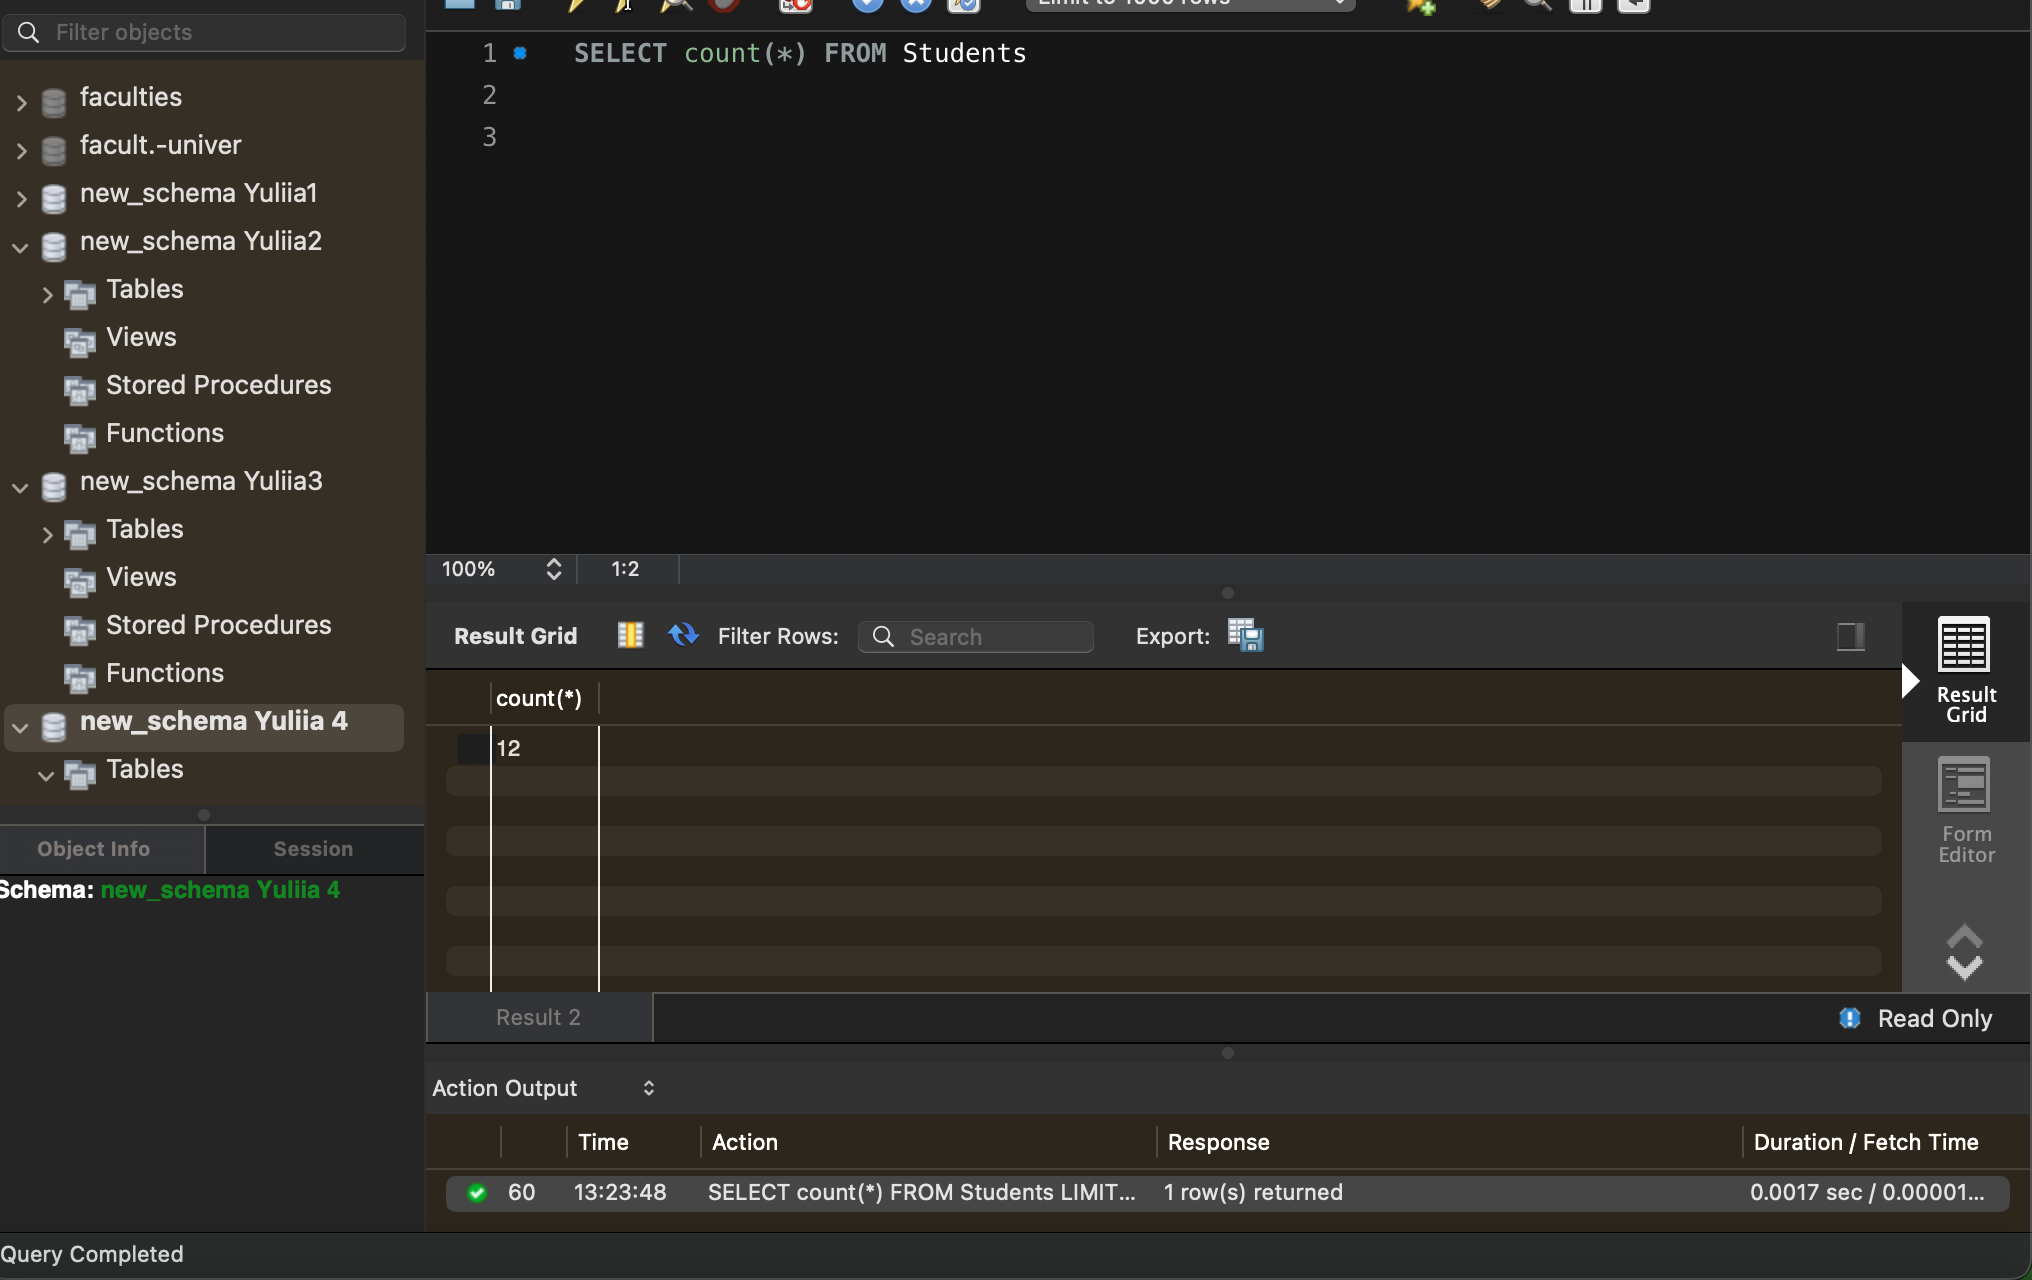 Filter objects
faculties
facult.-univer
new_schema Yuliia1
new_schema Yuliia2
Tables
Views
Stored Procedures
Functions
new_schema Yuliia3
Tables
Views
Stored Procedures
Functions
new_schema Yuliia 4
Tables
Object Info Session
Schema: new_schema Yuliia 4
Limit to 1000 rows
1 SELECT count(*) FROM Students
2
3
100% 1:2
Result Grid Filter Rows: Search Export:
count(*)
12
Result
Grid
Form
Editor
Result 2 Read Only
Action Output
Time Action Response Duration / Fetch Time
60 13:23:48 SELECT count(*) FROM Students LIMIT... 1 row(s) returned 0.0017 sec / 0.00001...
Query Completed